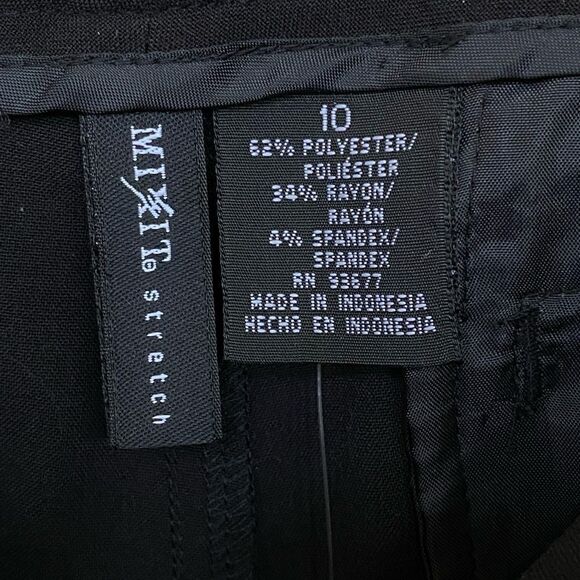 MIXIT
stretch
10
62% POLYESTER/
POLIÉSTER
34% RAYON/
RAYÓN
4% SPANDEX/
SPANDEX
RN 93677
MADE IN INDONESIA
HECHO EN INDONESIA